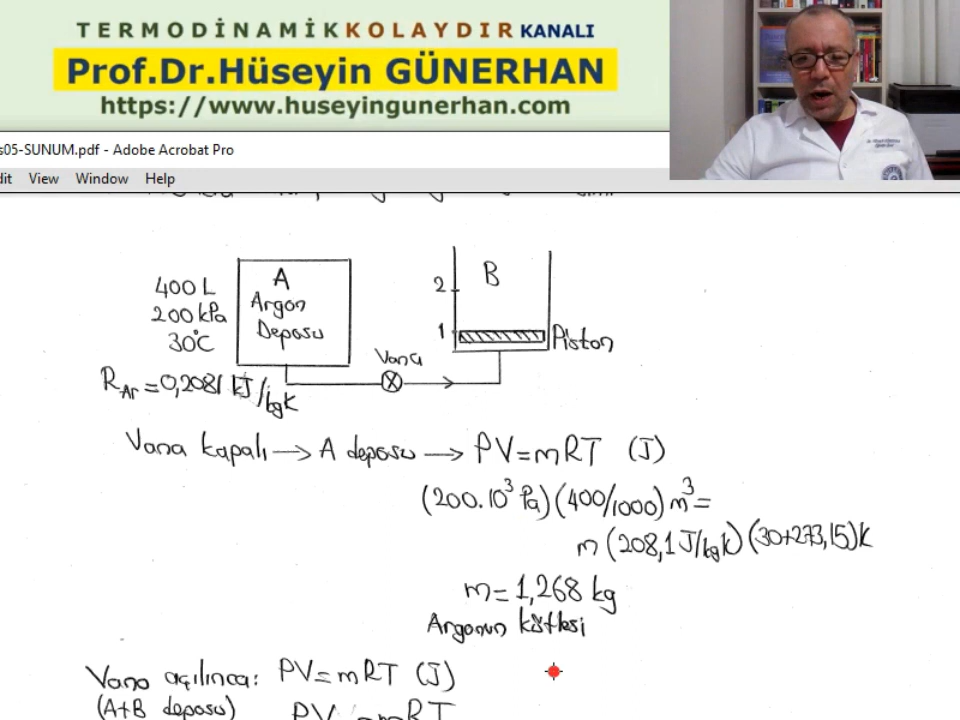 TERMODİNAMİKKOLAYDIR KANALI
Prof.Dr.Hüseyin GÜNERHAN
https://www.huseyingunerhan.com
s05-SUNUM.pdf - Adobe Acrobat Pro
dit View Window Help
400 L
200 kPa
30°C
A
Argon
Deposu
2
B
1
Piston
Vana
R_Ar = 0,2081 kJ/kgK
Vana kapalı → A deposu → PV=mRT (J)
(200.10³ Pa)(400/1000) m³ =
m (208,1 J/kgK)(30+273,15)K
m = 1,268 kg
Argonun kütlesi
Vana açılınca: PV=mRT (J)
(A+B deposu) PV mRT